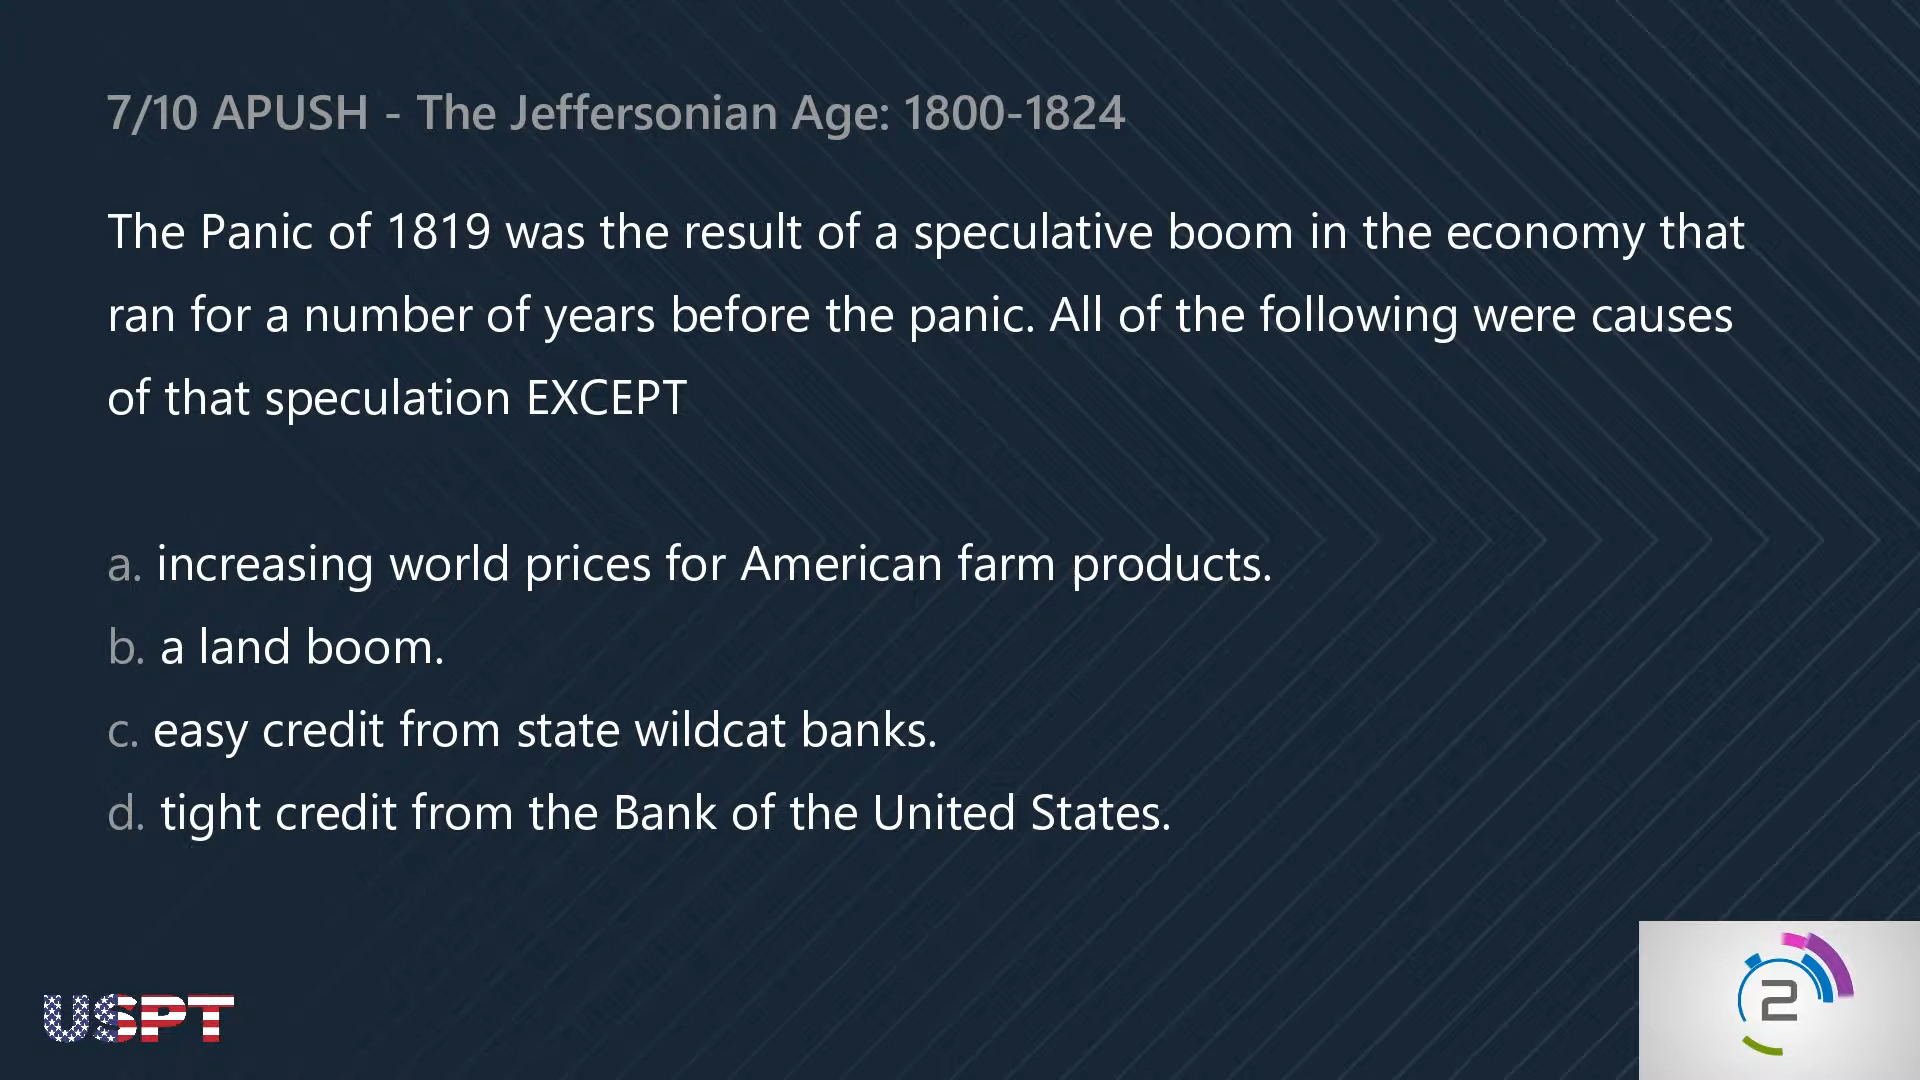 7/10 APUSH - The Jeffersonian Age: 1800-1824
The Panic of 1819 was the result of a speculative boom in the economy that
ran for a number of years before the panic. All of the following were causes
of that speculation EXCEPT
a. increasing world prices for American farm products.
b. a land boom.
c. easy credit from state wildcat banks.
d. tight credit from the Bank of the United States.
USPT
2